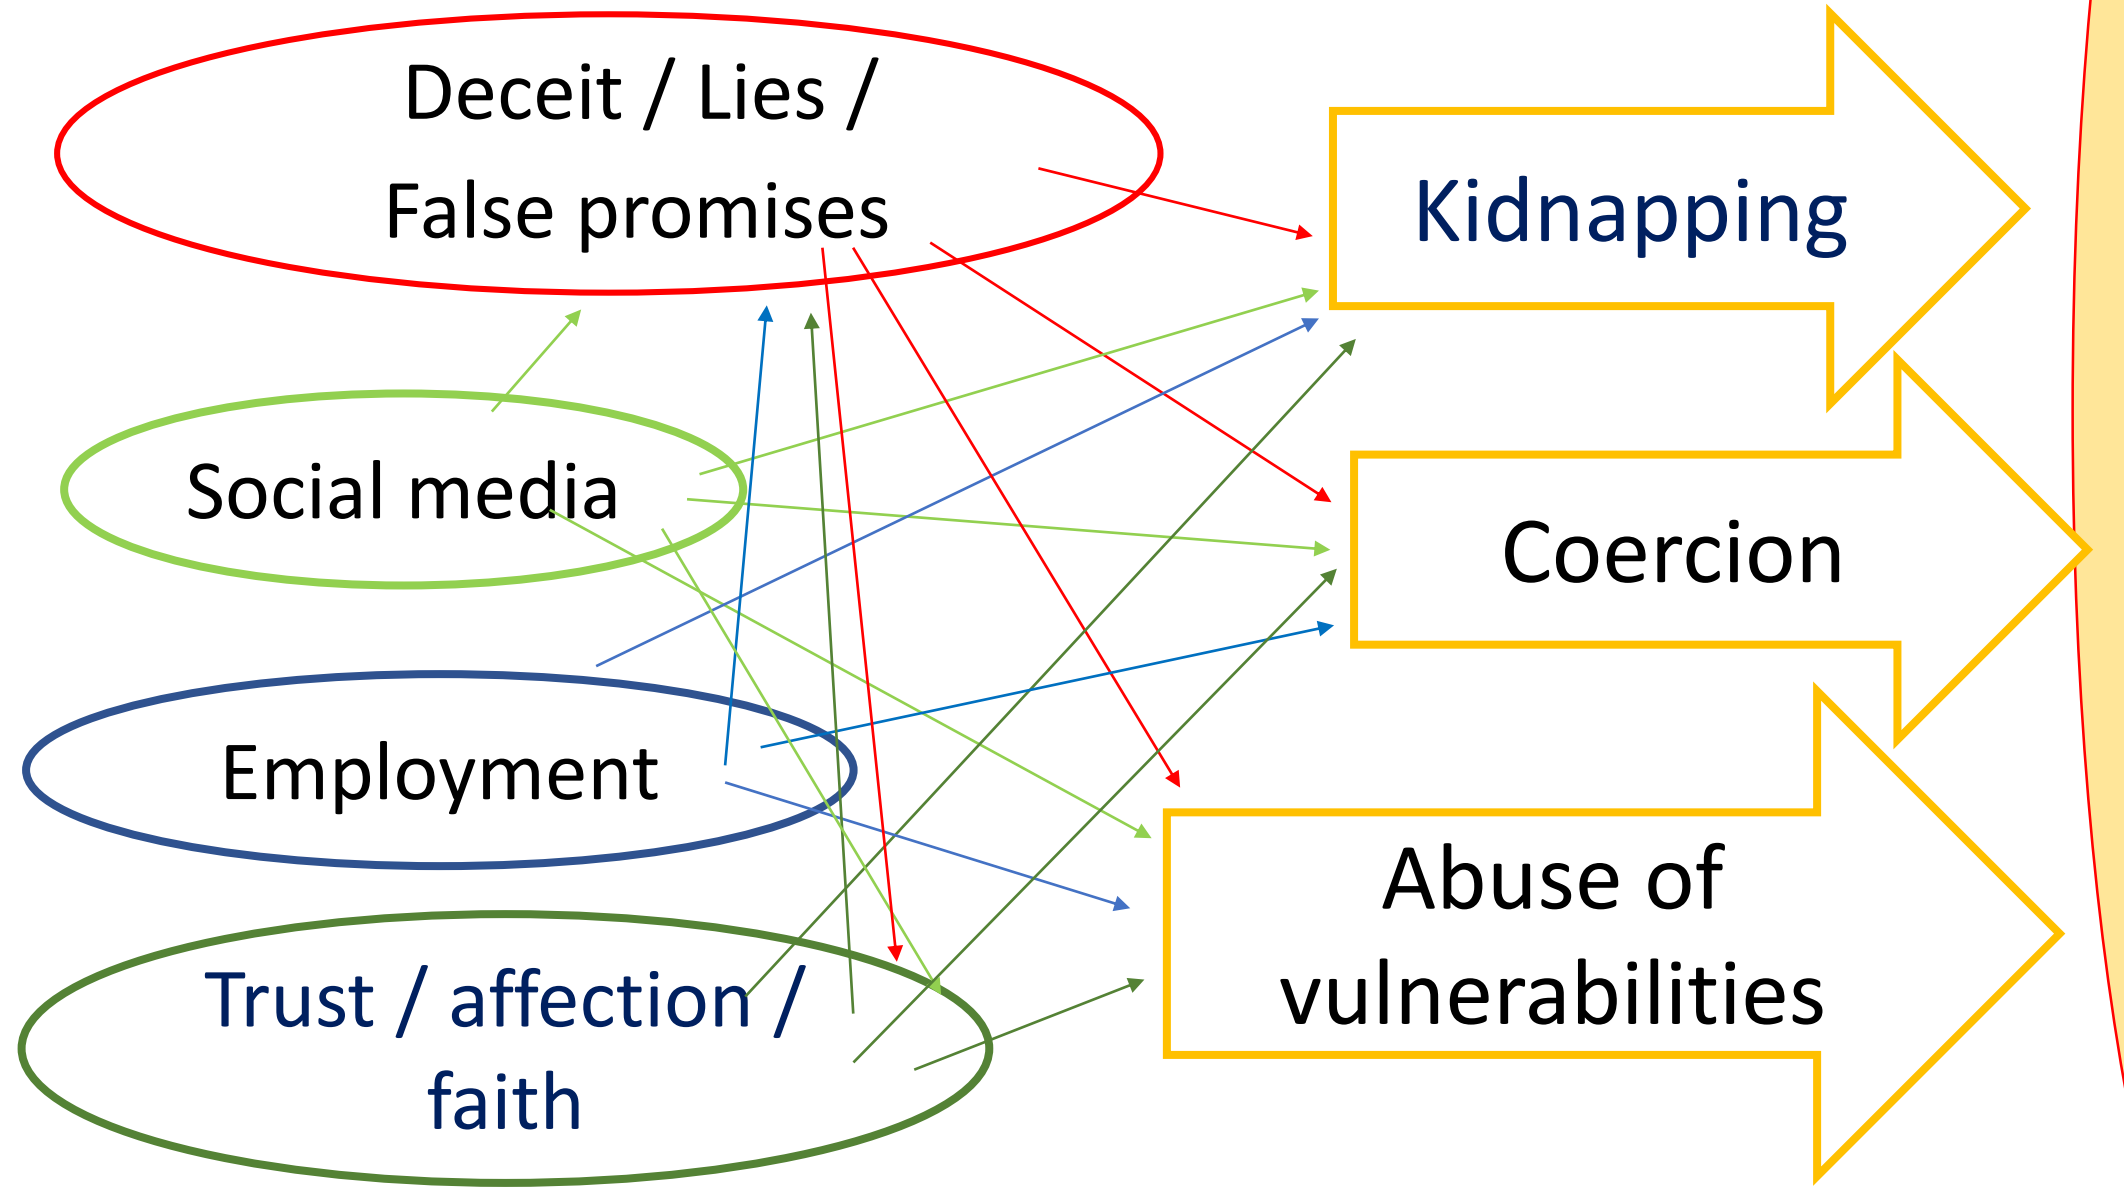 Deceit / Lies /
False promises
Kidnapping
Social media
Coercion
Employment
Abuse of
vulnerabilities
Trust / affection /
faith